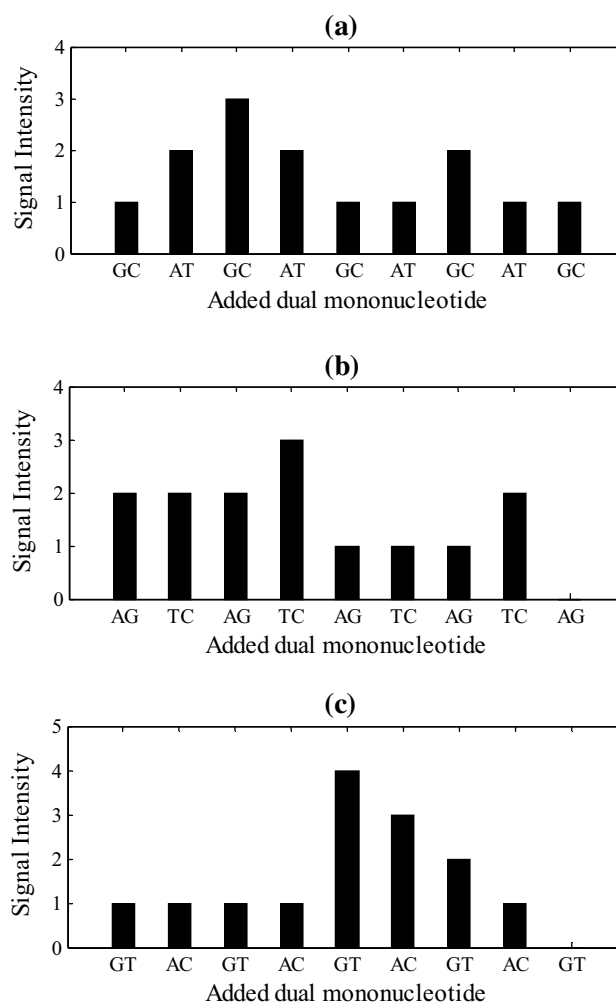 (a)
4
3
2
1
0
Signal Intensity
GC AT GC AT GC AT GC AT GC
Added dual mononucleotide
(b)
4
3
2
1
0
Signal Intensity
AG TC AG TC AG TC AG TC AG
Added dual mononucleotide
(c)
5
4
3
2
1
0
Signal Intensity
GT AC GT AC GT AC GT AC GT
Added dual mononucleotide